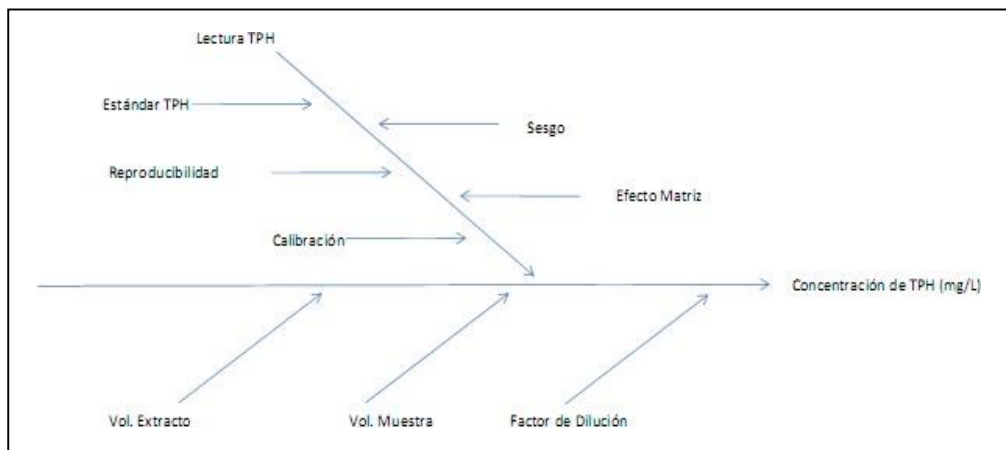 Lectura TPH
Estándar TPH
Sesgo
Reproducibilidad
Efecto Matriz
Calibración
Concentración de TPH (mg/L)
Vol. Extracto
Vol. Muestra
Factor de Dilución